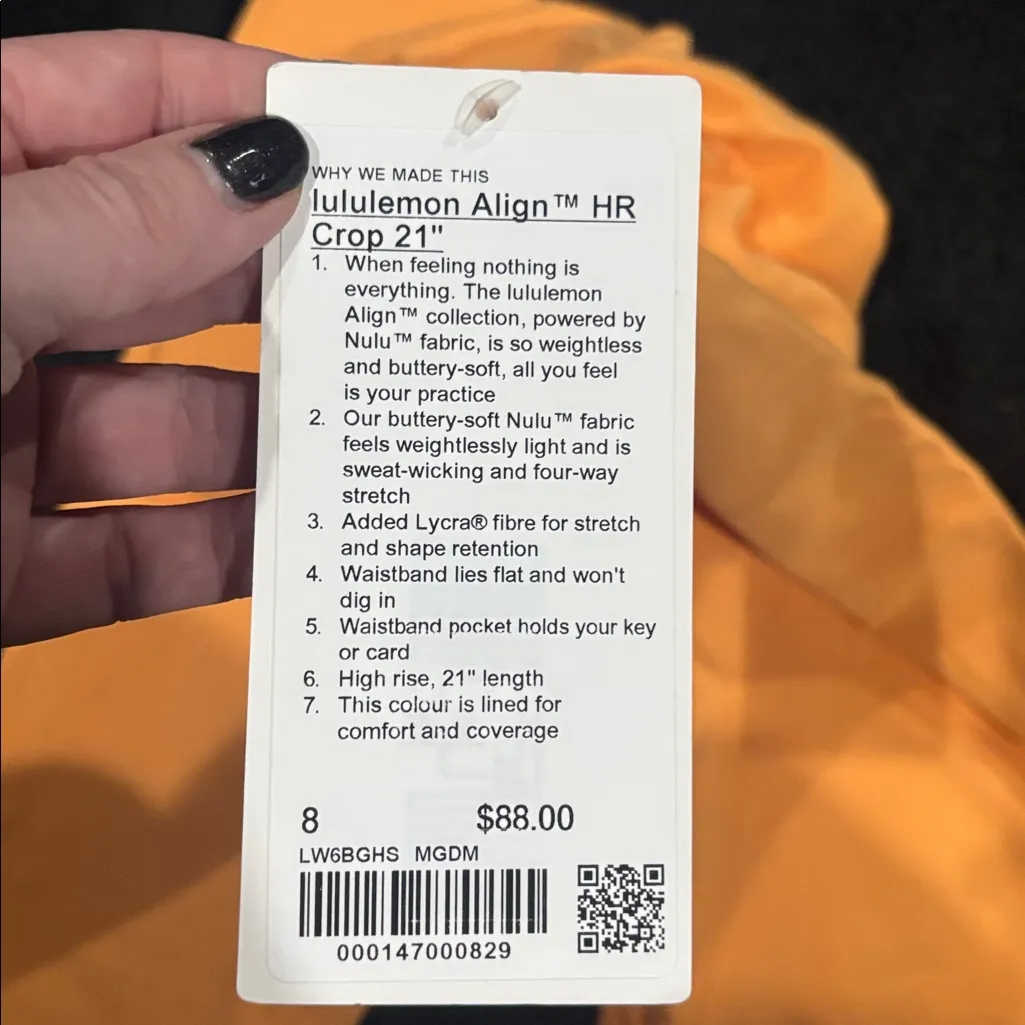 WHY WE MADE THIS
lululemon Align™ HR
Crop 21"
1. When feeling nothing is
everything. The lululemon
Align™ collection, powered by
Nulu™ fabric, is so weightless
and buttery-soft, all you feel
is your practice
2. Our buttery-soft Nulu™ fabric
feels weightlessly light and is
sweat-wicking and four-way
stretch
3. Added Lycra® fibre for stretch
and shape retention
4. Waistband lies flat and won't
dig in
5. Waistband pocket holds your key
or card
6. High rise, 21" length
7. This colour is lined for
comfort and coverage
8 $88.00
LW6BGHS MGDM
000147000829